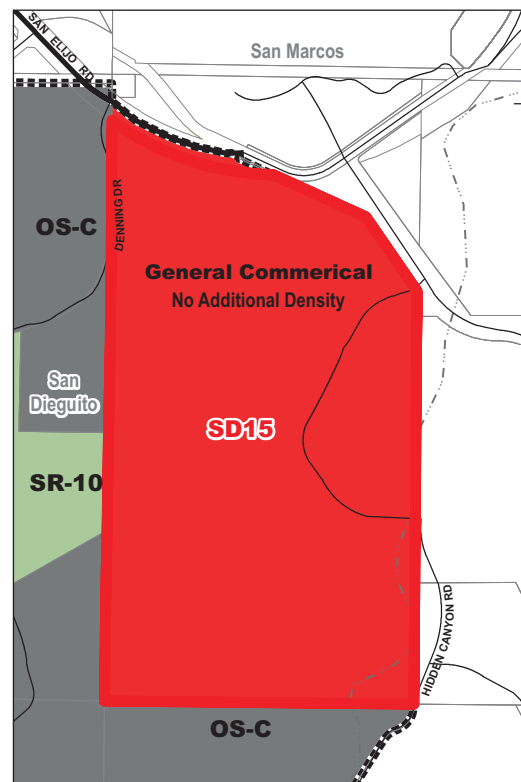 SAN ELIJO RD
San Marcos
DENNING DR
OS-C
General Commerical
No Additional Density
San
Dieguito
SD15
SR-10
HIDDEN CANYON RD
OS-C